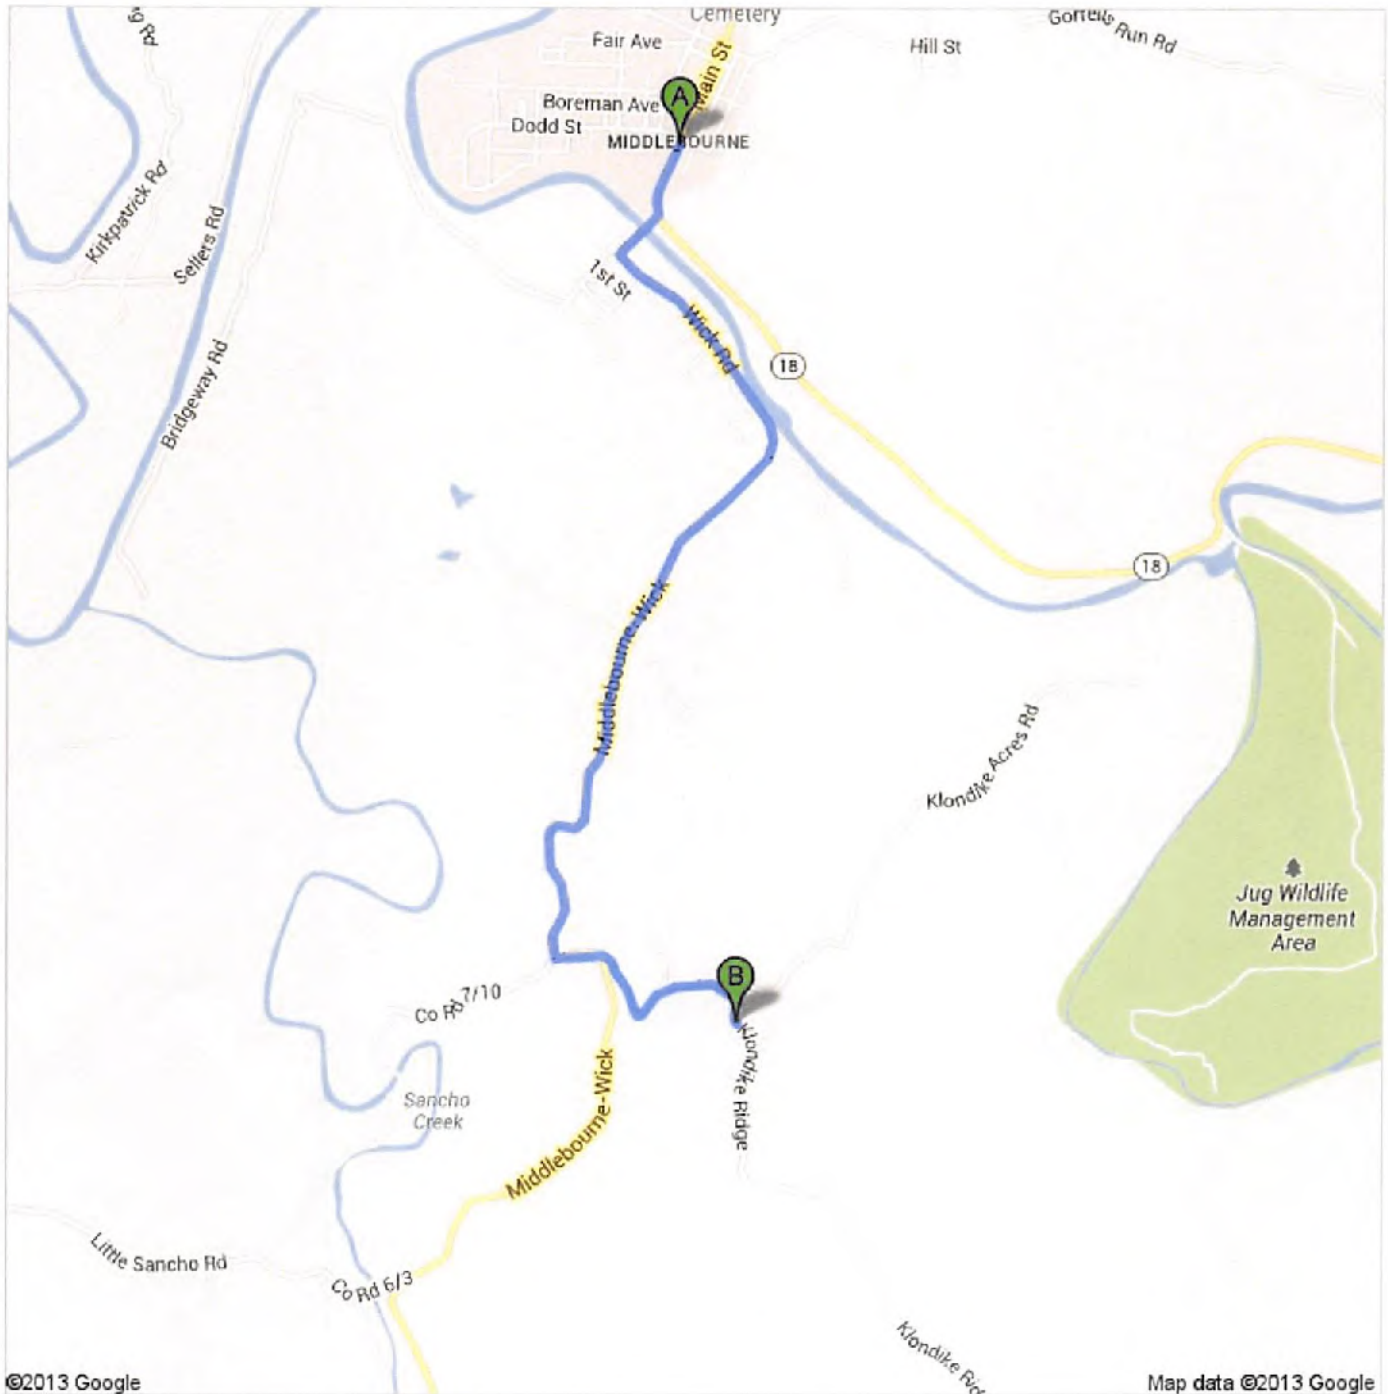 Rd 6/
Cemetery
Gorrells Run Rd
Fair Ave
Hill St
Main St
Boreman Ave
A
Dodd St
MIDDLEBOURNE
Kirkpatrick Rd
Sellers Rd
1st St
Wick Rd
18
Bridgeway Rd
18
Middlebourne-Wick
Klondike Acres Rd
Jug Wildlife
Management
Area
B
Co Rd 7/10
Klondike Ridge
Sancho
Creek
Middlebourne-Wick
Little Sancho Rd
Co Rd 6/3
Klondike Rid
©2013 Google
Map data ©2013 Google